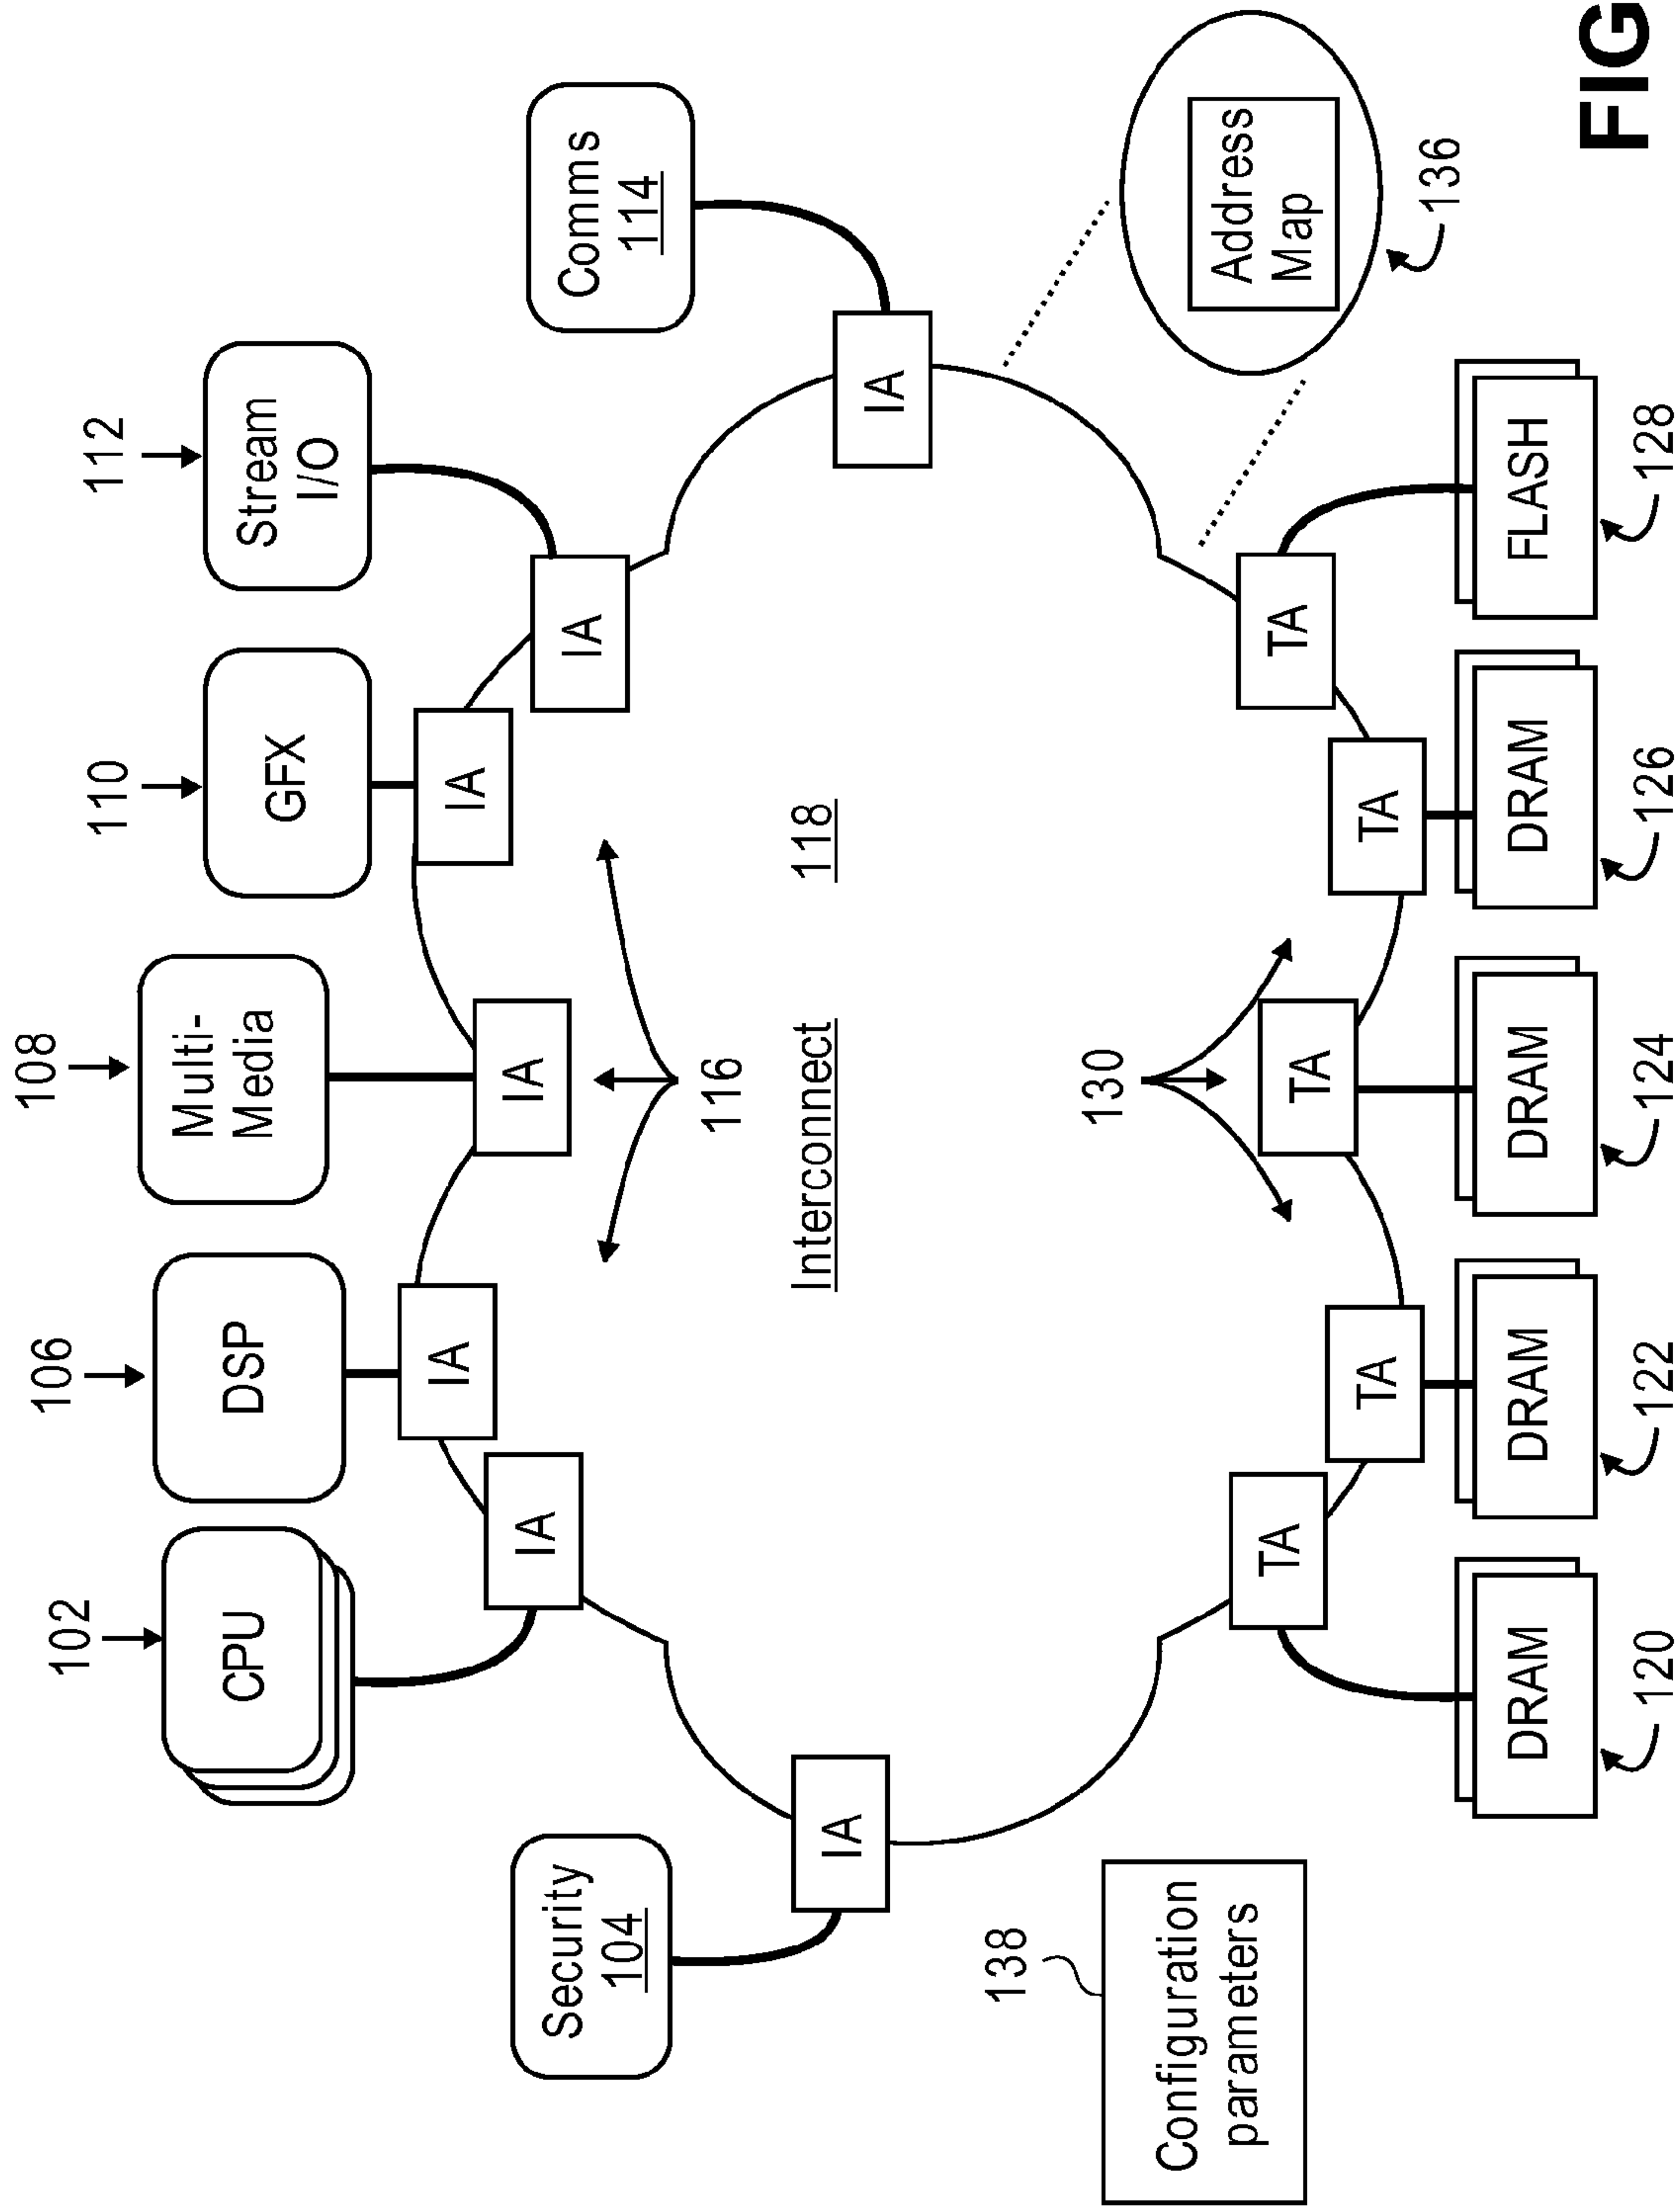 102
106
108
110
112
CPU
DSP
Multi-
Media
GFX
Stream
I/O
Security
104
Comms
114
IA
IA
IA
IA
IA
IA
IA
116
Interconnect
118
138
Configuration
parameters
130
TA
TA
TA
TA
TA
Address
Map
136
DRAM
DRAM
DRAM
DRAM
FLASH
120
122
124
126
128
FIG